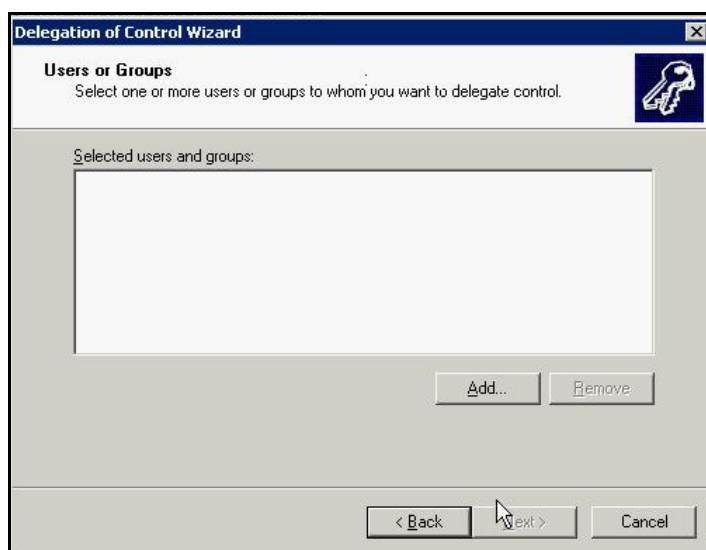 Delegation of Control Wizard
Users or Groups
Select one or more users or groups to whom you want to delegate control.
Selected users and groups:
Add...
Remove
< Back
Next >
Cancel